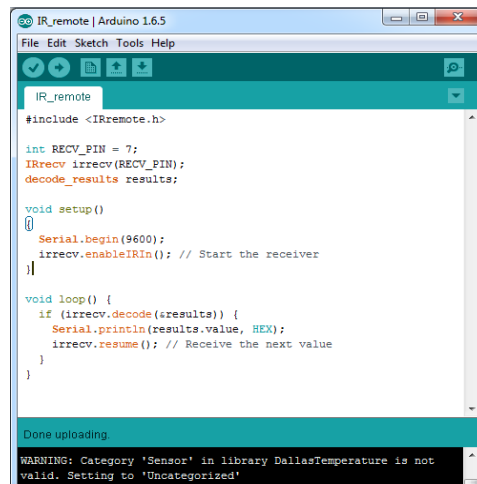 IR_remote | Arduino 1.6.5
File Edit Sketch Tools Help
IR_remote
#include <IRremote.h>
int RECV_PIN = 7;
IRrecv irrecv(RECV_PIN);
decode_results results;
void setup()
{
  Serial.begin(9600);
  irrecv.enableIRIn(); // Start the receiver
}
void loop() {
  if (irrecv.decode(&results)) {
    Serial.println(results.value, HEX);
    irrecv.resume(); // Receive the next value
  }
}
Done uploading.
WARNING: Category 'Sensor' in library DallasTemperature is not
valid. Setting to 'Uncategorized'